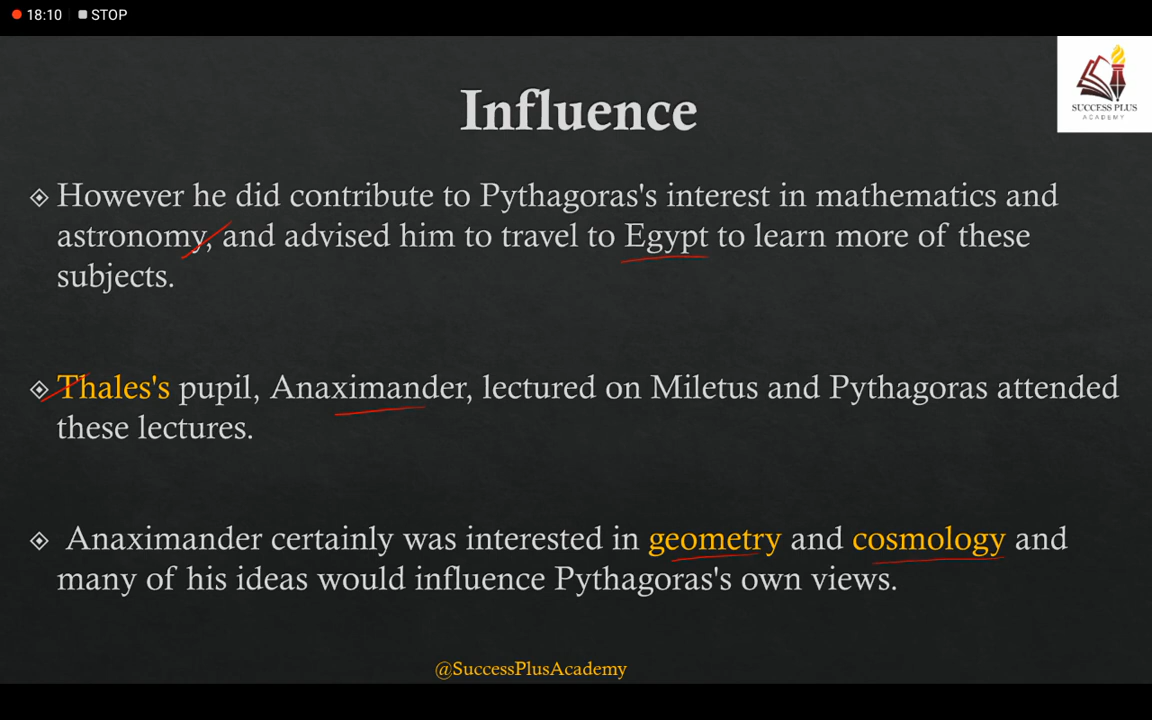 18:10 STOP
SUCCESS PLUS
ACADEMY
Influence
However he did contribute to Pythagoras's interest in mathematics and
astronomy, and advised him to travel to Egypt to learn more of these
subjects.
Thales's pupil, Anaximander, lectured on Miletus and Pythagoras attended
these lectures.
Anaximander certainly was interested in geometry and cosmology and
many of his ideas would influence Pythagoras's own views.
@SuccessPlusAcademy